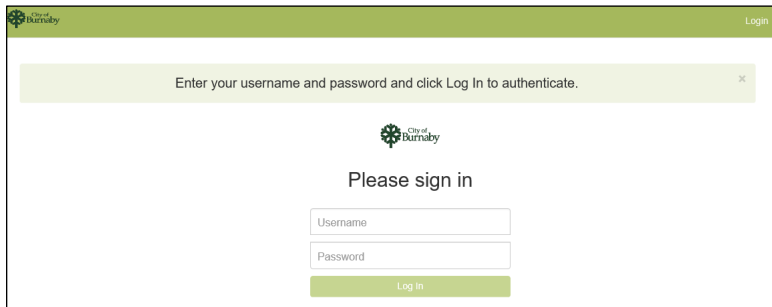 City of
Burnaby
Login
Enter your username and password and click Log In to authenticate.
×
City of
Burnaby
Please sign in
Username
Password
Log In